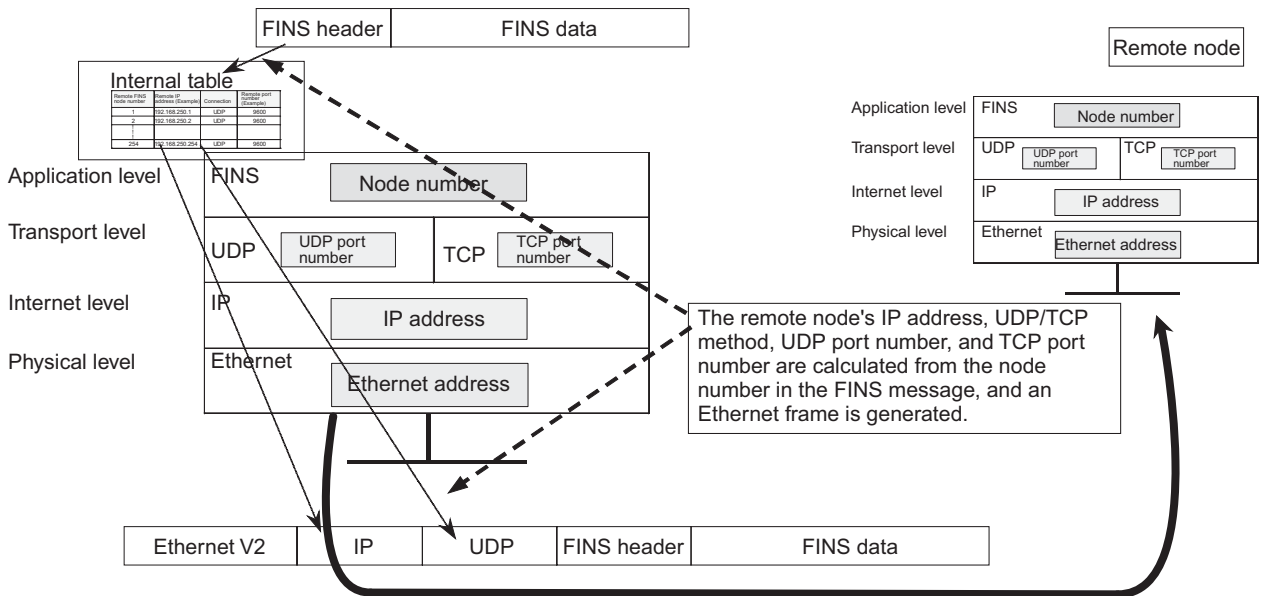 FINS header FINS data
Remote node
Internal table
Remote FINS node number
Remote IP address (Example)
Connection
Remote port number (Example)
1 192.168.250.1 UDP 9600
2 192.168.250.2 UDP 9600
254 192.168.250.254 UDP 9600
Application level FINS Node number
Transport level UDP UDP port number TCP TCP port number
Internet level IP IP address
Physical level Ethernet Ethernet address
Application level FINS Node number
Transport level UDP UDP port number TCP TCP port number
Internet level IP IP address
Physical level Ethernet Ethernet address
The remote node's IP address, UDP/TCP
method, UDP port number, and TCP port
number are calculated from the node
number in the FINS message, and an
Ethernet frame is generated.
Ethernet V2 IP UDP FINS header FINS data